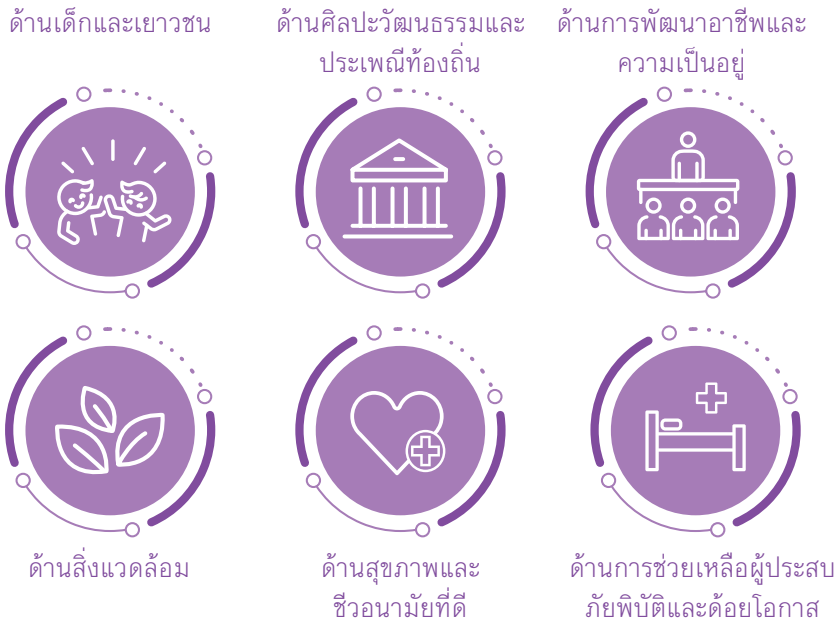 ด้านเด็กและเยาวชน
ด้านศิลปะวัฒนธรรมและ
ประเพณีท้องถิ่น
ด้านการพัฒนาอาชีพและ
ความเป็นอยู่
ด้านสิ่งแวดล้อม
ด้านสุขภาพและ
ชีวอนามัยที่ดี
ด้านการช่วยเหลือผู้ประสบ
ภัยพิบัติและด้อยโอกาส